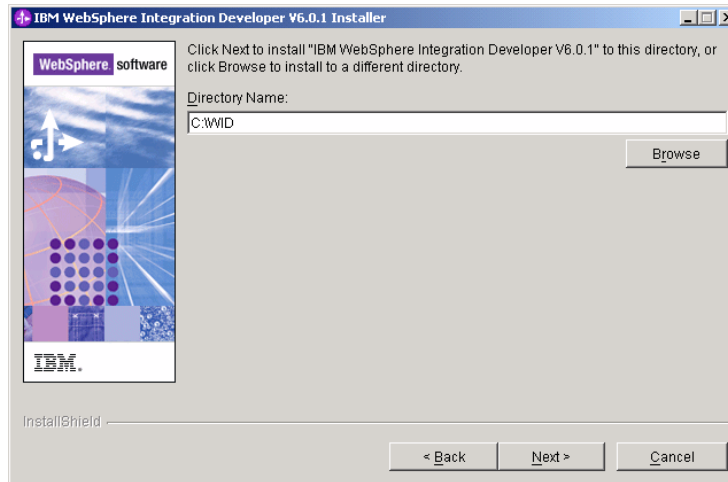 IBM WebSphere Integration Developer V6.0.1 Installer
WebSphere. software
Click Next to install "IBM WebSphere Integration Developer V6.0.1" to this directory, or
click Browse to install to a different directory.
Directory Name:
C:\WID
Browse
IBM.
InstallShield
< Back
Next >
Cancel